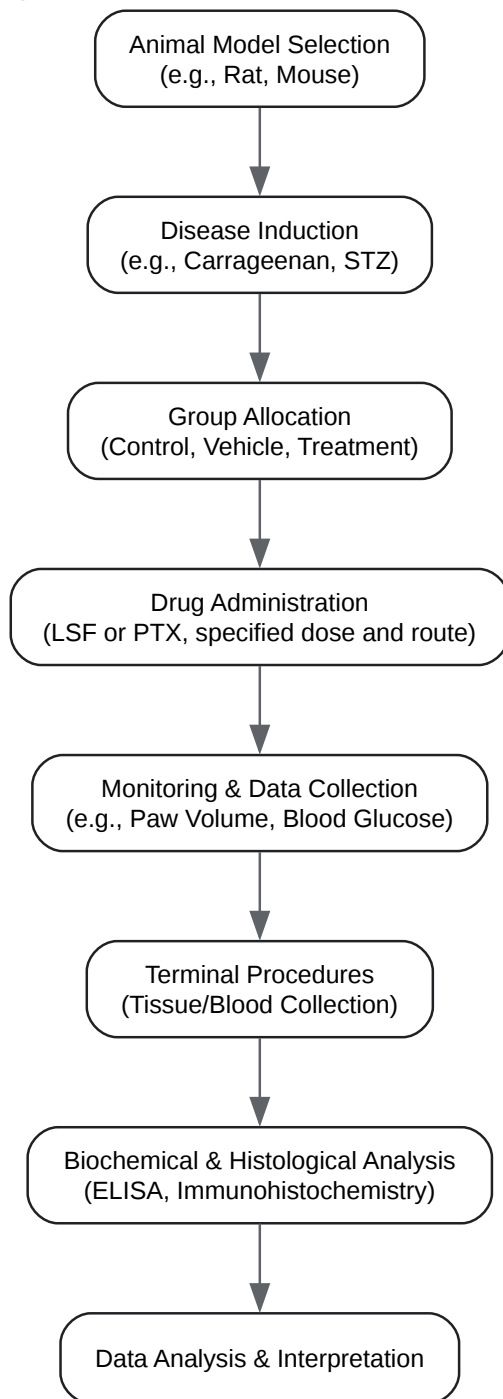 Animal Model Selection
(e.g., Rat, Mouse)
Disease Induction
(e.g., Carrageenan, STZ)
Group Allocation
(Control, Vehicle, Treatment)
Drug Administration
(LSF or PTX, specified dose and route)
Monitoring & Data Collection
(e.g., Paw Volume, Blood Glucose)
Terminal Procedures
(Tissue/Blood Collection)
Biochemical & Histological Analysis
(ELISA, Immunohistochemistry)
Data Analysis & Interpretation